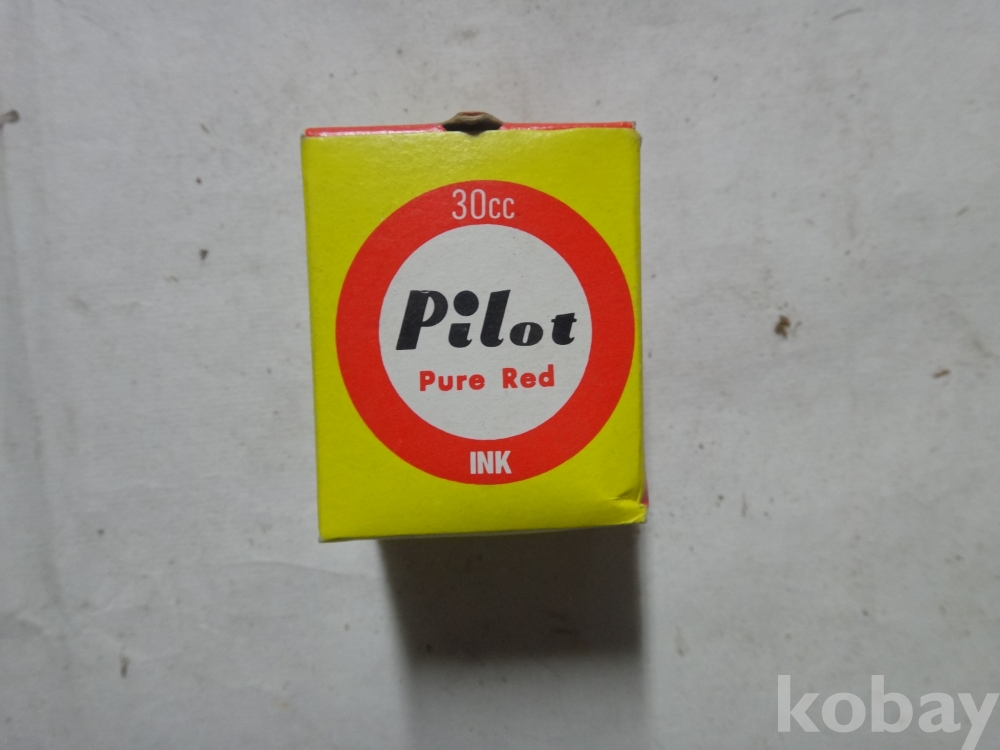 30cc
Pilot
Pure Red
INK
kobay